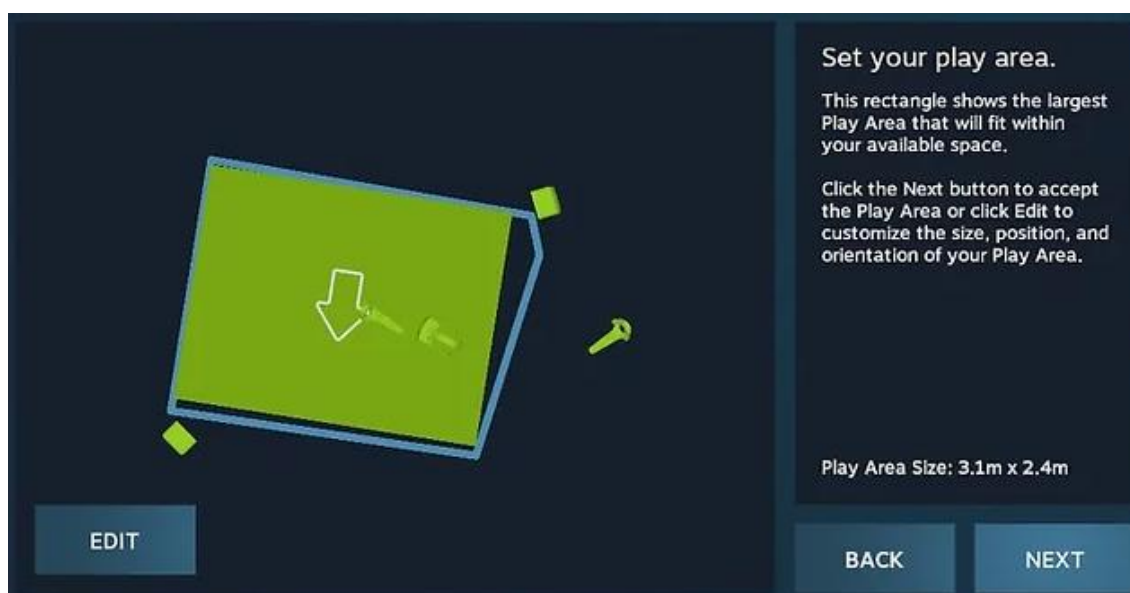 Set your play area.
This rectangle shows the largest
Play Area that will fit within
your available space.
Click the Next button to accept
the Play Area or click Edit to
customize the size, position, and
orientation of your Play Area.
Play Area Size: 3.1m x 2.4m
EDIT
BACK
NEXT